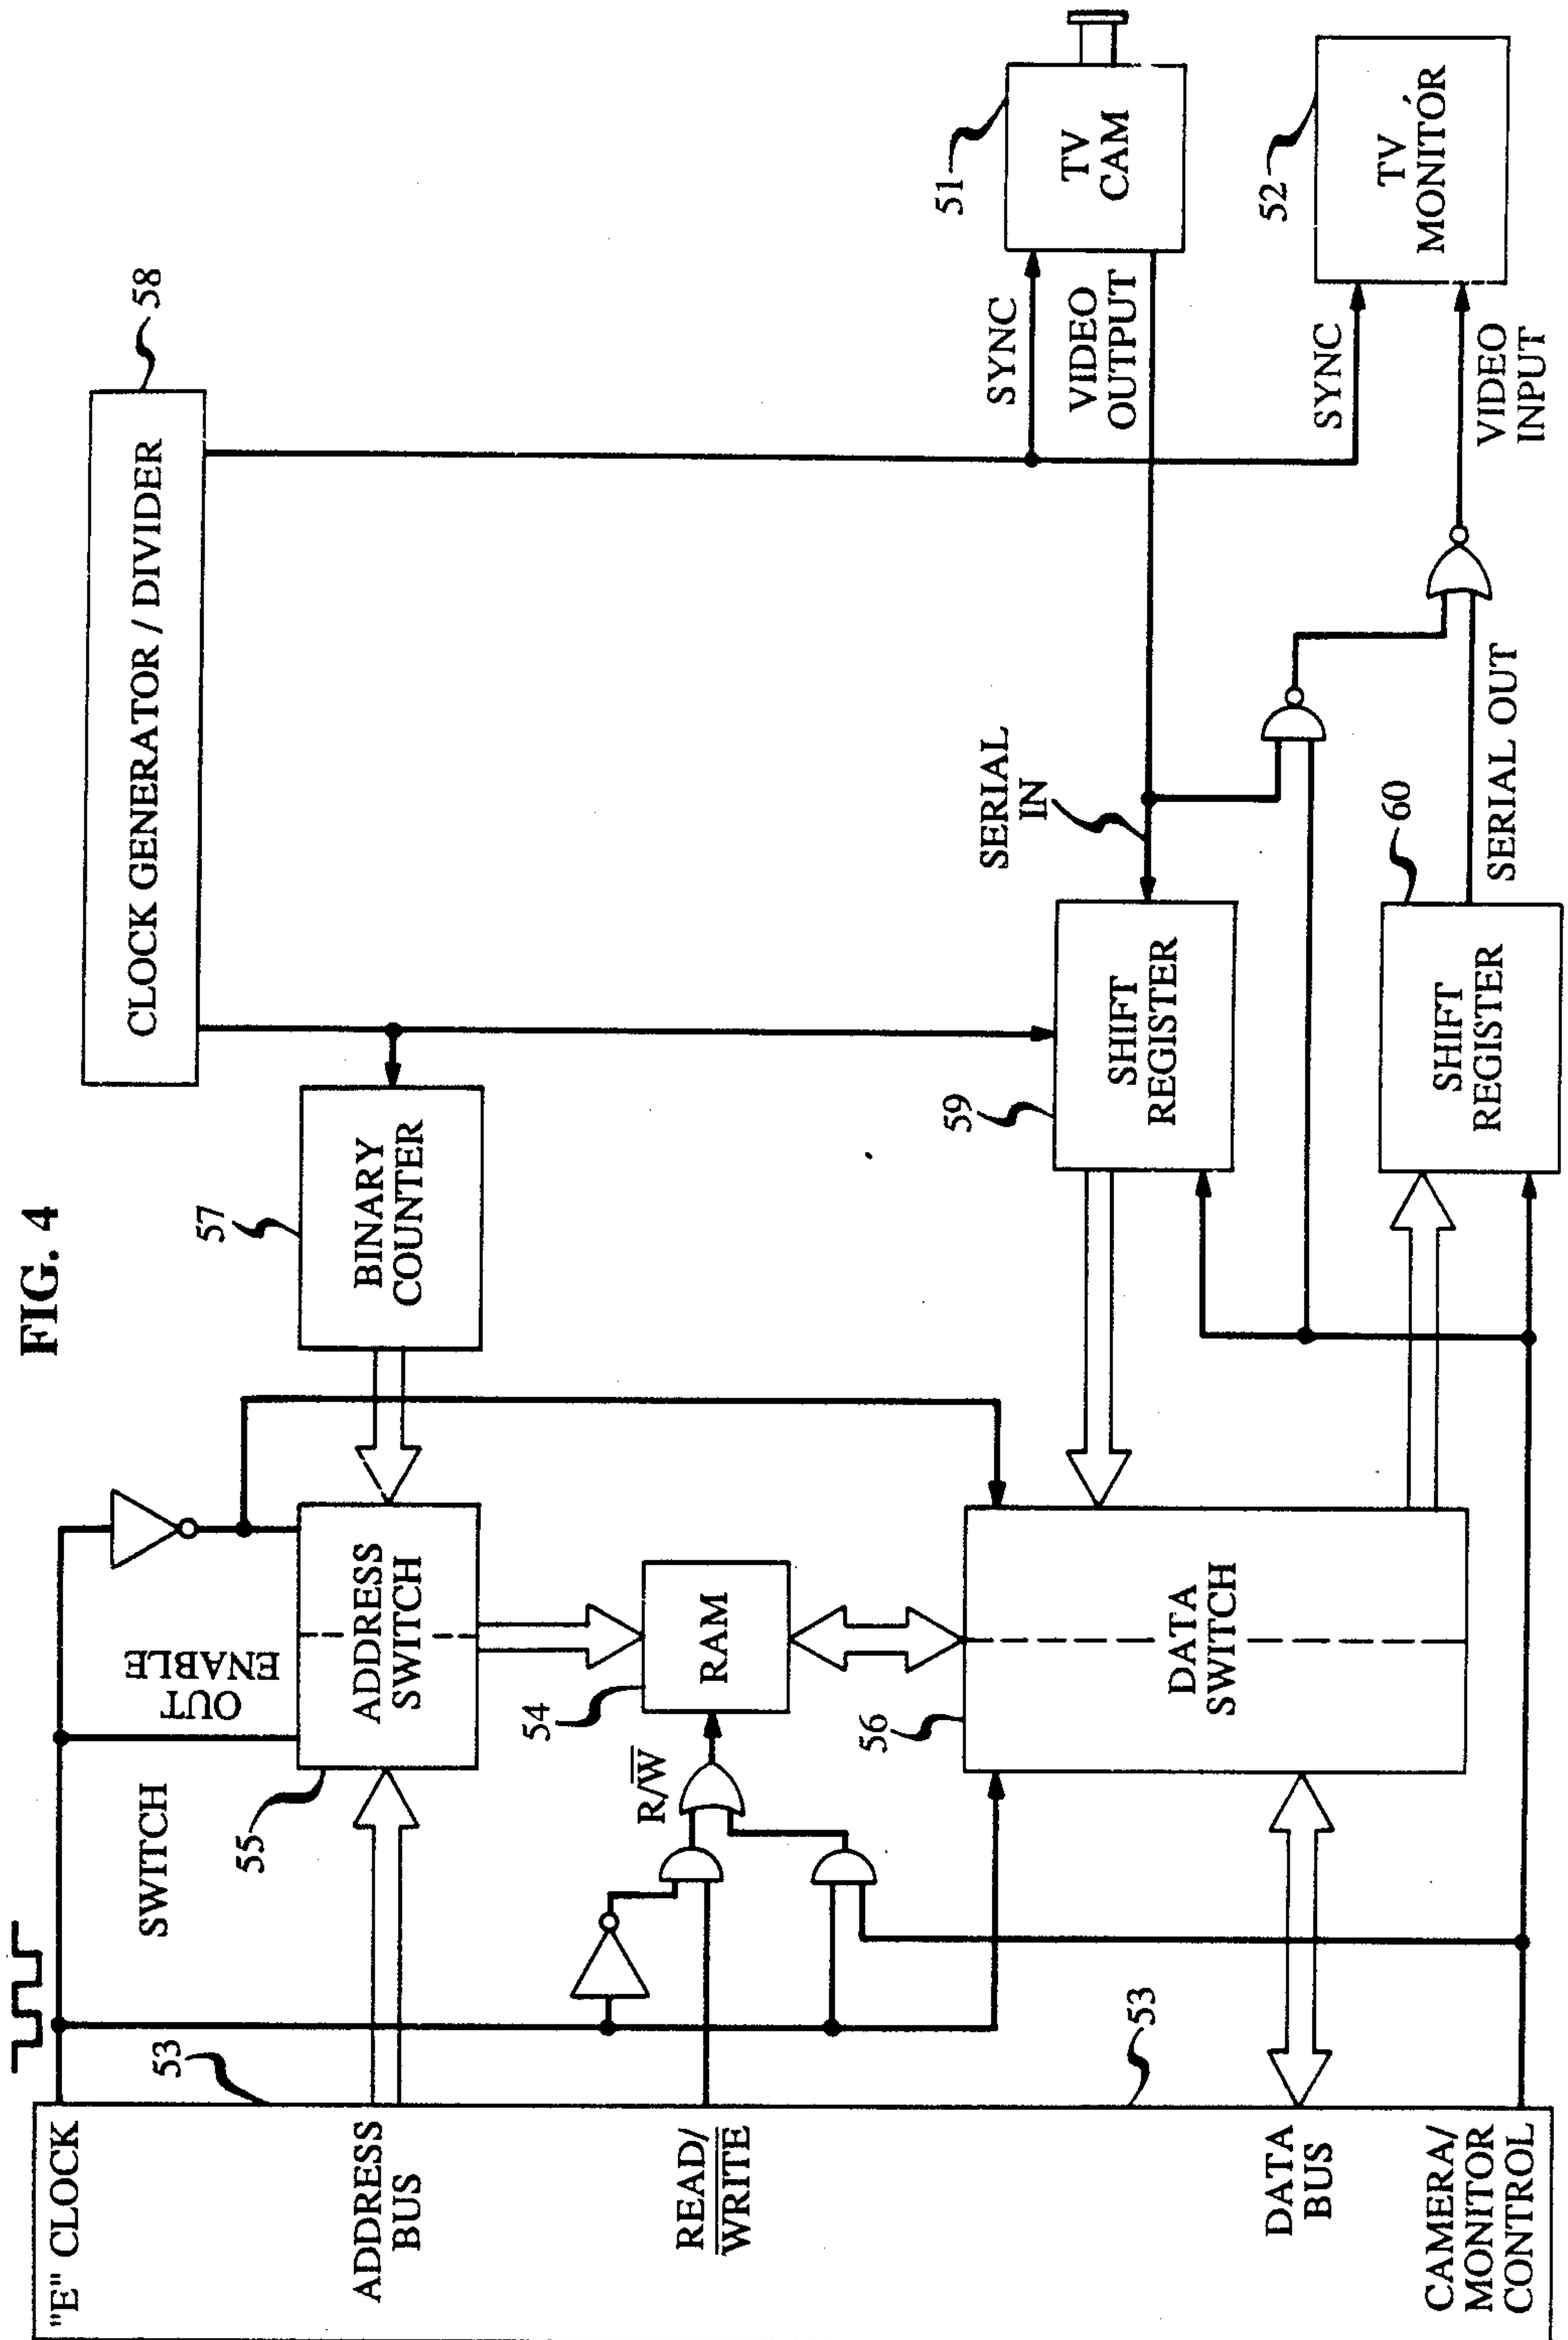 FIG. 4
"E" CLOCK
ADDRESS
BUS
READ/
WRITE
DATA
BUS
CAMERA/
MONITOR
CONTROL
53
53
SWITCH
OUT
ENABLE
55
ADDRESS
SWITCH
R/W
54
RAM
56
DATA
SWITCH
57
BINARY
COUNTER
CLOCK GENERATOR / DIVIDER
58
59
SHIFT
REGISTER
SERIAL
IN
60
SHIFT
REGISTER
SERIAL OUT
SYNC
VIDEO
OUTPUT
51
TV
CAM
SYNC
VIDEO
INPUT
52
TV
MONITOR